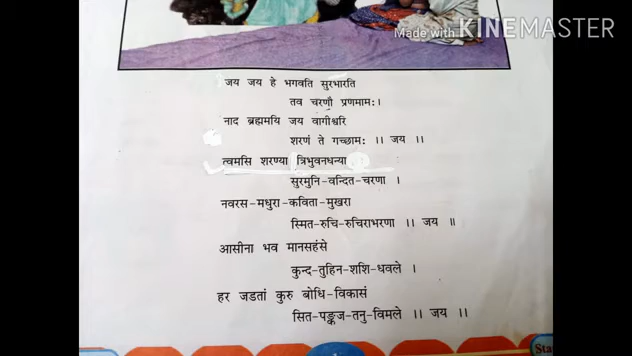 Made with KINEMASTER
जय जय हे भगवति सुरभारति
तव चरणौ प्रणमामः।
नाद ब्रह्ममयि जय वागीश्वरि
शरणं ते गच्छामः ।। जय ।।
त्वमसि शरण्या त्रिभुवनधन्या
सुरमुनि-वन्दित-चरणा ।
नवरस-मधुरा-कविता-मुखरा
स्मित-रुचि-रुचिराभरणा ।। जय ॥
आसीना भव मानसहंसे
कुन्द-तुहिन-शशि-धवले ।
हर जडतां कुरु बोधि-विकासं
सित-पङ्कज-तनु-विमले ।। जय ।।